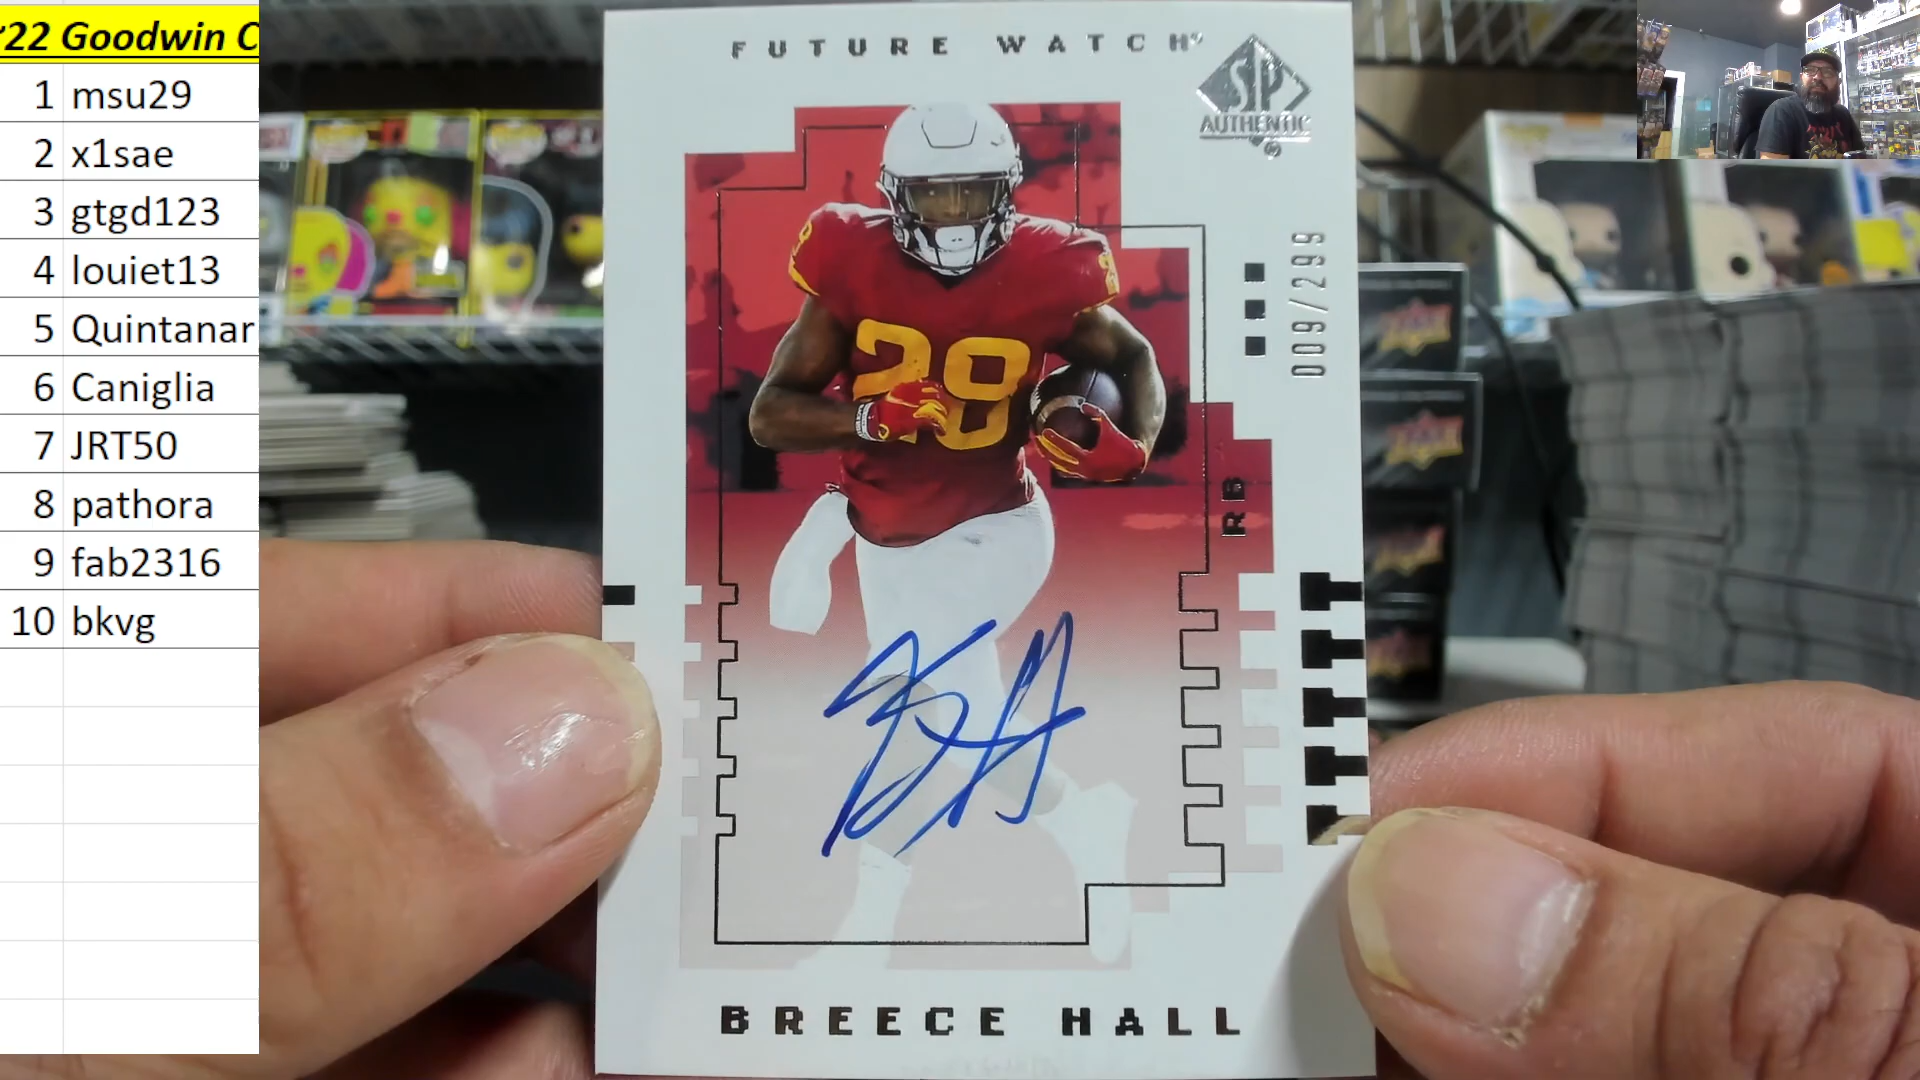 '22 Goodwin C
1 msu29
2 x1sae
3 gtgd123
4 louiet13
5 Quintanar
6 Caniglia
7 JRT50
8 pathora
9 fab2316
10 bkvg
FUTURE WATCH
SP
AUTHENTIC
009/299
28
RB
BREECE HALL